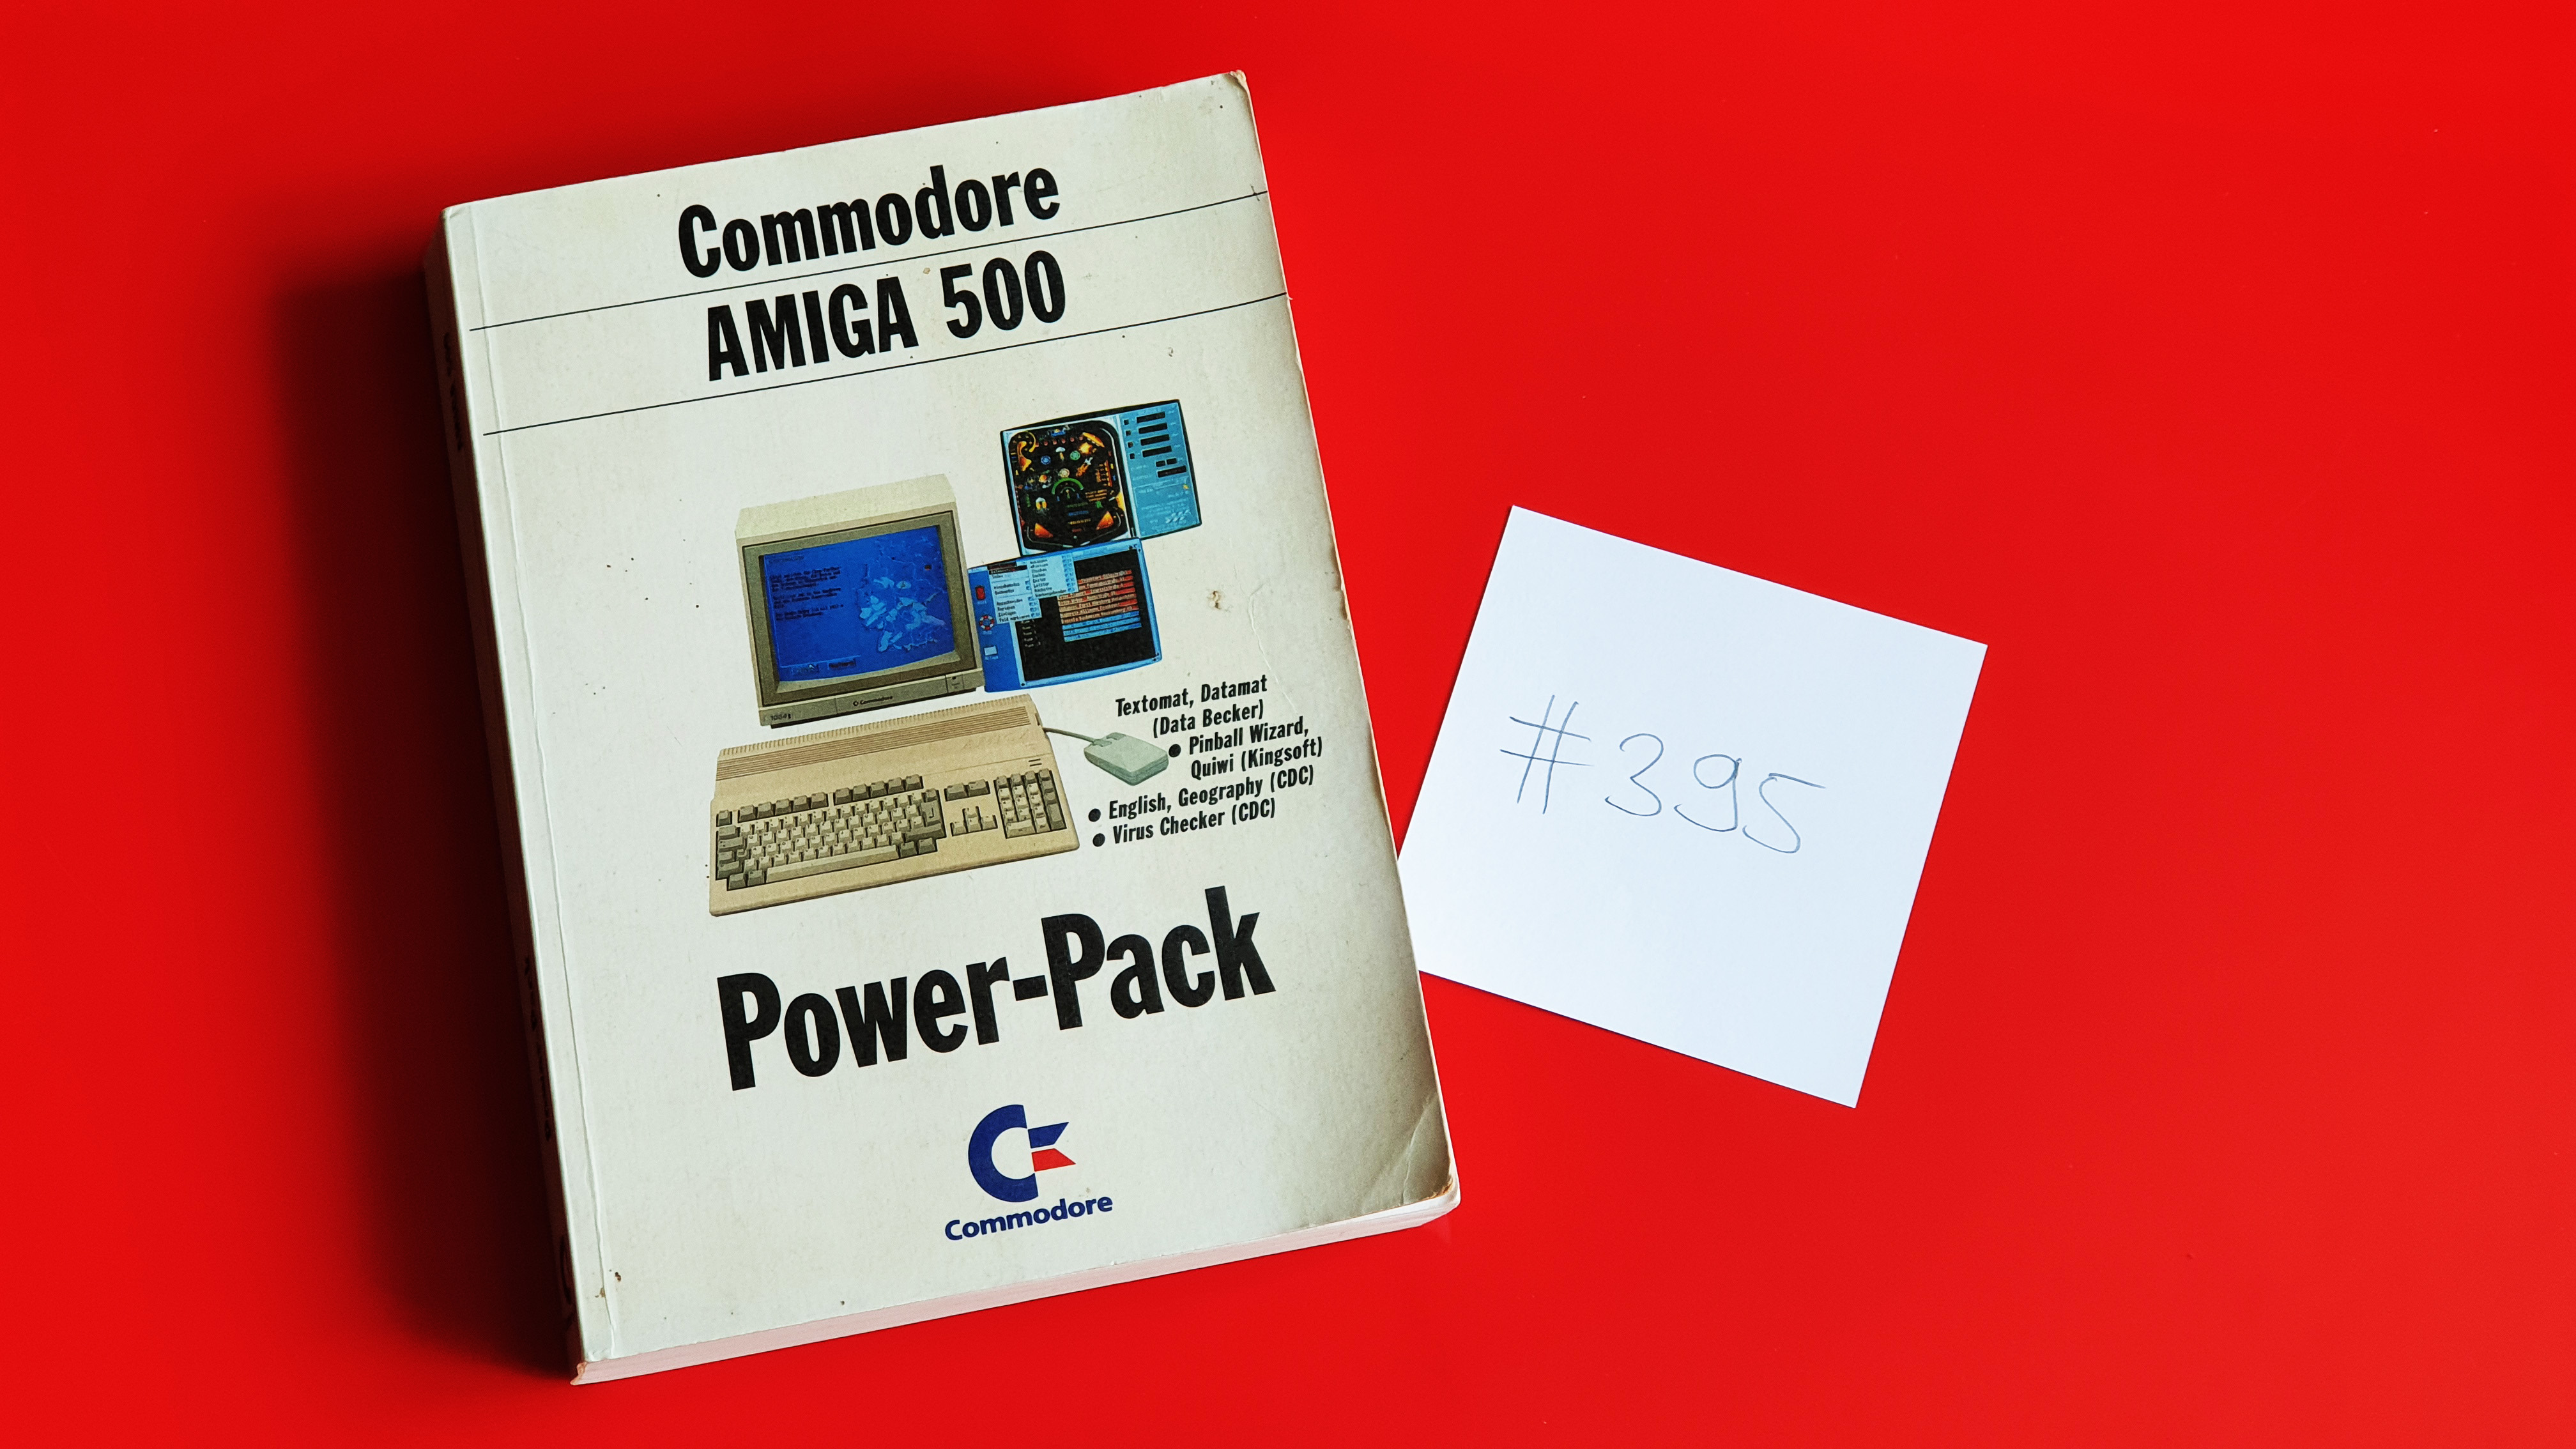 Commodore
AMIGA 500
Textomat, Datamat
(Data Becker)
● Pinball Wizard,
Quiwi (Kingsoft)
● English, Geography (CDC)
● Virus Checker (CDC)
Power-Pack
Commodore
#395